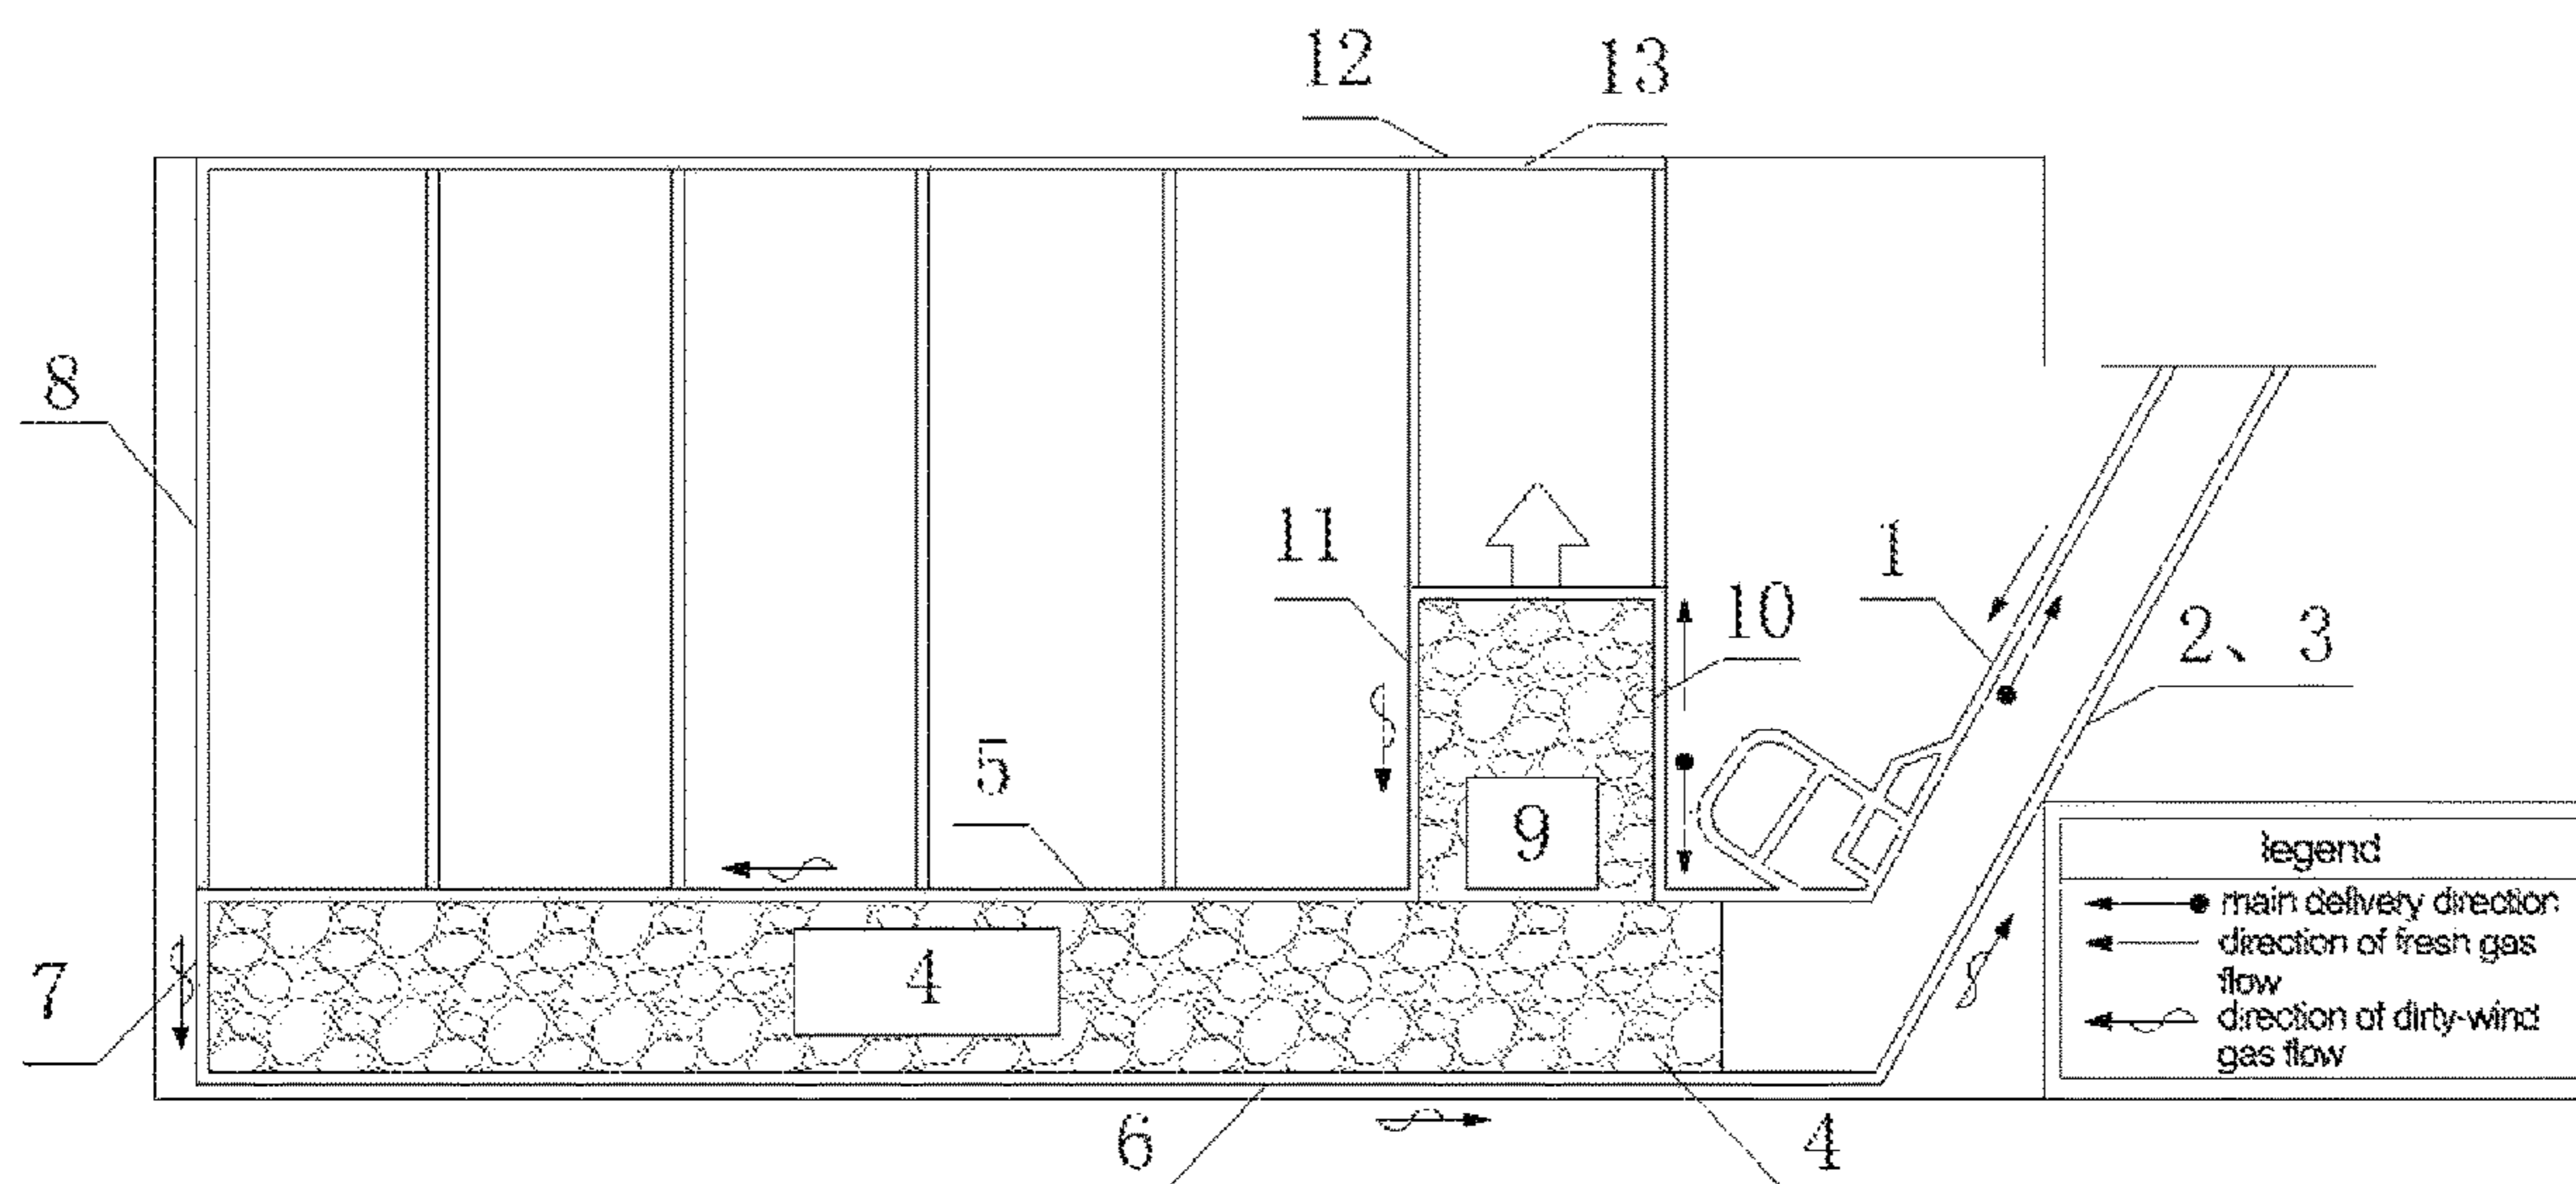 12
13
8
11
1
10
2、3
5
9
7
4
6
4
legend
main delivery direction
direction of fresh gas
flow
direction of dirty-wind
gas flow